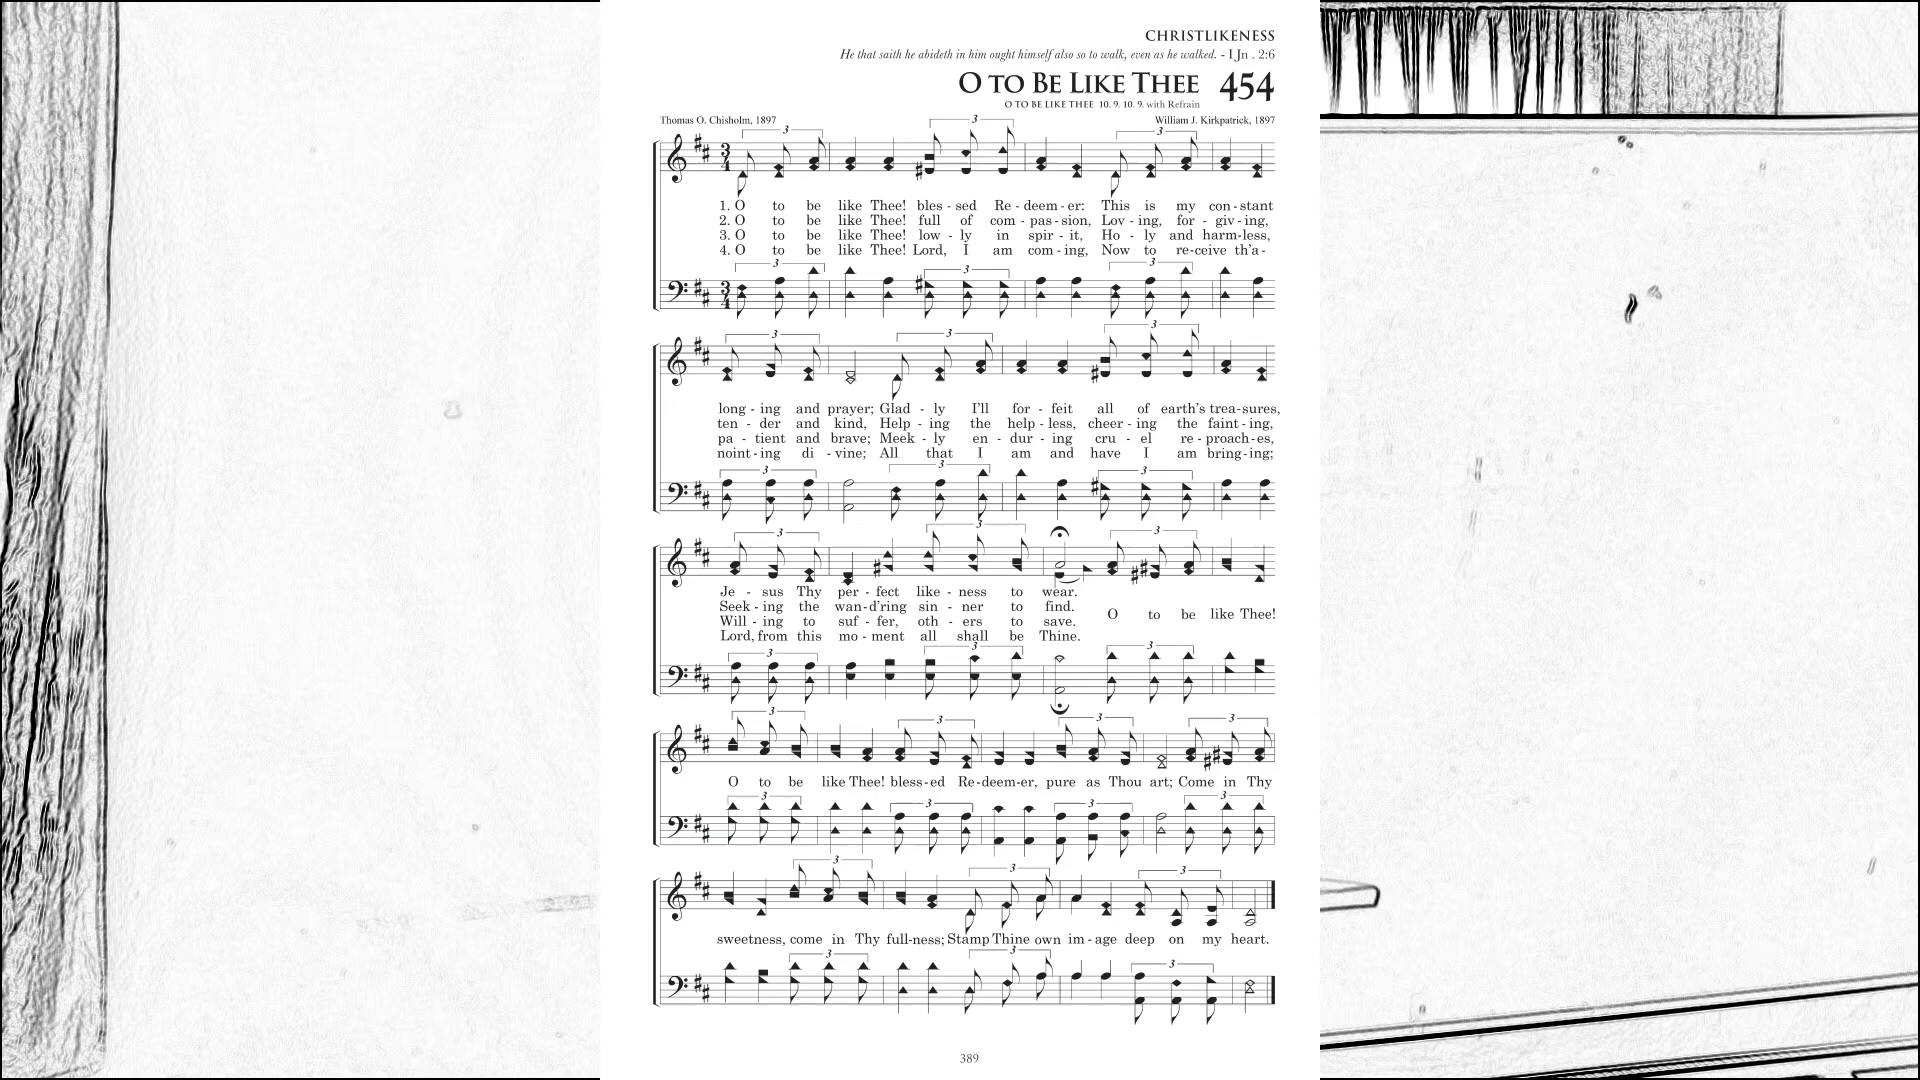 CHRISTLIKENESS
He that saith he abideth in him ought himself also so to walk, even as he walked. - I Jn . 2:6
O TO BE LIKE THEE 454
O TO BE LIKE THEE 10. 9. 10. 9. with Refrain
Thomas O. Chisholm, 1897 William J. Kirkpatrick, 1897
1. O to be like Thee! bles - sed Re - deem - er: This is my con - stant
2. O to be like Thee! full of com - pas - sion, Lov - ing, for - giv - ing,
3. O to be like Thee! low - ly in spir - it, Ho - ly and harm - less,
4. O to be like Thee! Lord, I am com - ing, Now to re - ceive th'a -
long - ing and prayer; Glad - ly I'll for - feit all of earth's trea - sures,
ten - der and kind, Help - ing the help - less, cheer - ing the faint - ing,
pa - tient and brave; Meek - ly en - dur - ing cru - el re - proach - es,
noint - ing di - vine; All that I am and have I am bring - ing;
Je - sus Thy per - fect like - ness to wear.
Seek - ing the wan - d'ring sin - ner to find.
Will - ing to suf - fer, oth - ers to save.
Lord, from this mo - ment all shall be Thine.
O to be like Thee!
O to be like Thee! bless - ed Re - deem - er, pure as Thou art; Come in Thy
sweetness, come in Thy full - ness; Stamp Thine own im - age deep on my heart.
389